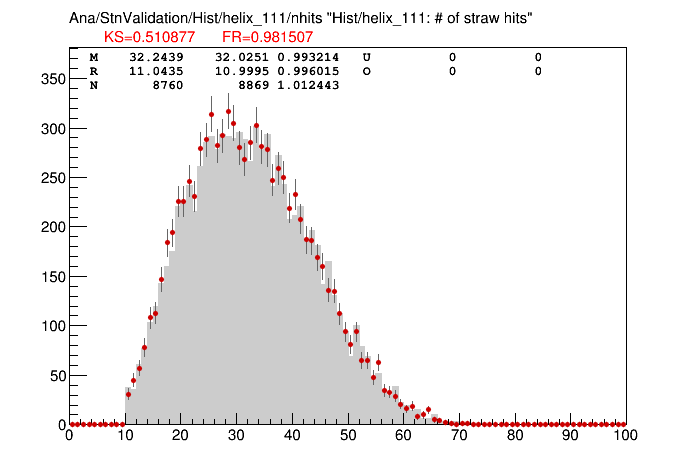 Ana/StnValidation/Hist/helix_111/nhits "Hist/helix_111: # of straw hits"
KS=0.510877 FR=0.981507
M 32.2439 32.0251 0.993214 U 0 0
R 11.0435 10.9995 0.996015 O 0 0
N 8760 8869 1.012443
350
300
250
200
150
100
50
0
0 10 20 30 40 50 60 70 80 90 100